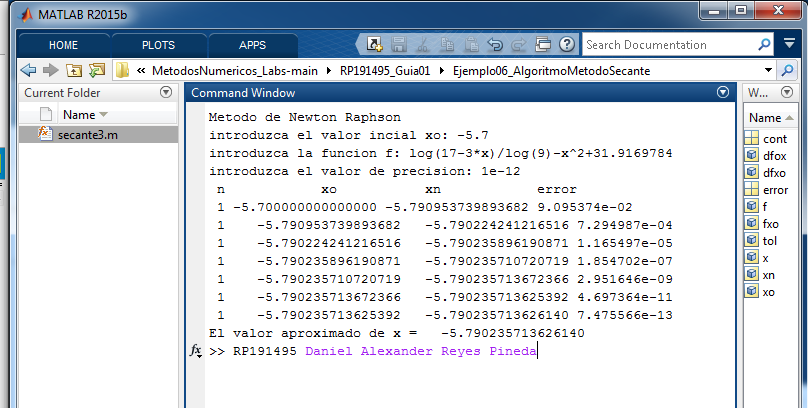 MATLAB R2015b
HOME PLOTS APPS Search Documentation
MetodosNumericos_Labs-main RP191495_Guia01 Ejemplo06_AlgoritmoMetodoSecante
Current Folder
Name
secante3.m
Command Window
Metodo de Newton Raphson
introduzca el valor incial xo: -5.7
introduzca la funcion f: log(17-3*x)/log(9)-x^2+31.9169784
introduzca el valor de precision: 1e-12
n xo xn error
1 -5.700000000000000 -5.790953739893682 9.095374e-02
1 -5.790953739893682 -5.790224241216516 7.294987e-04
1 -5.790224241216516 -5.790235896190871 1.165497e-05
1 -5.790235896190871 -5.790235710720719 1.854702e-07
1 -5.790235710720719 -5.790235713672366 2.951646e-09
1 -5.790235713672366 -5.790235713625392 4.697364e-11
1 -5.790235713625392 -5.790235713626140 7.475566e-13
El valor aproximado de x = -5.790235713626140
fx >> RP191495 Daniel Alexander Reyes Pineda
W...
Name
cont
dfox
dfxo
error
f
fxo
tol
x
xn
xo